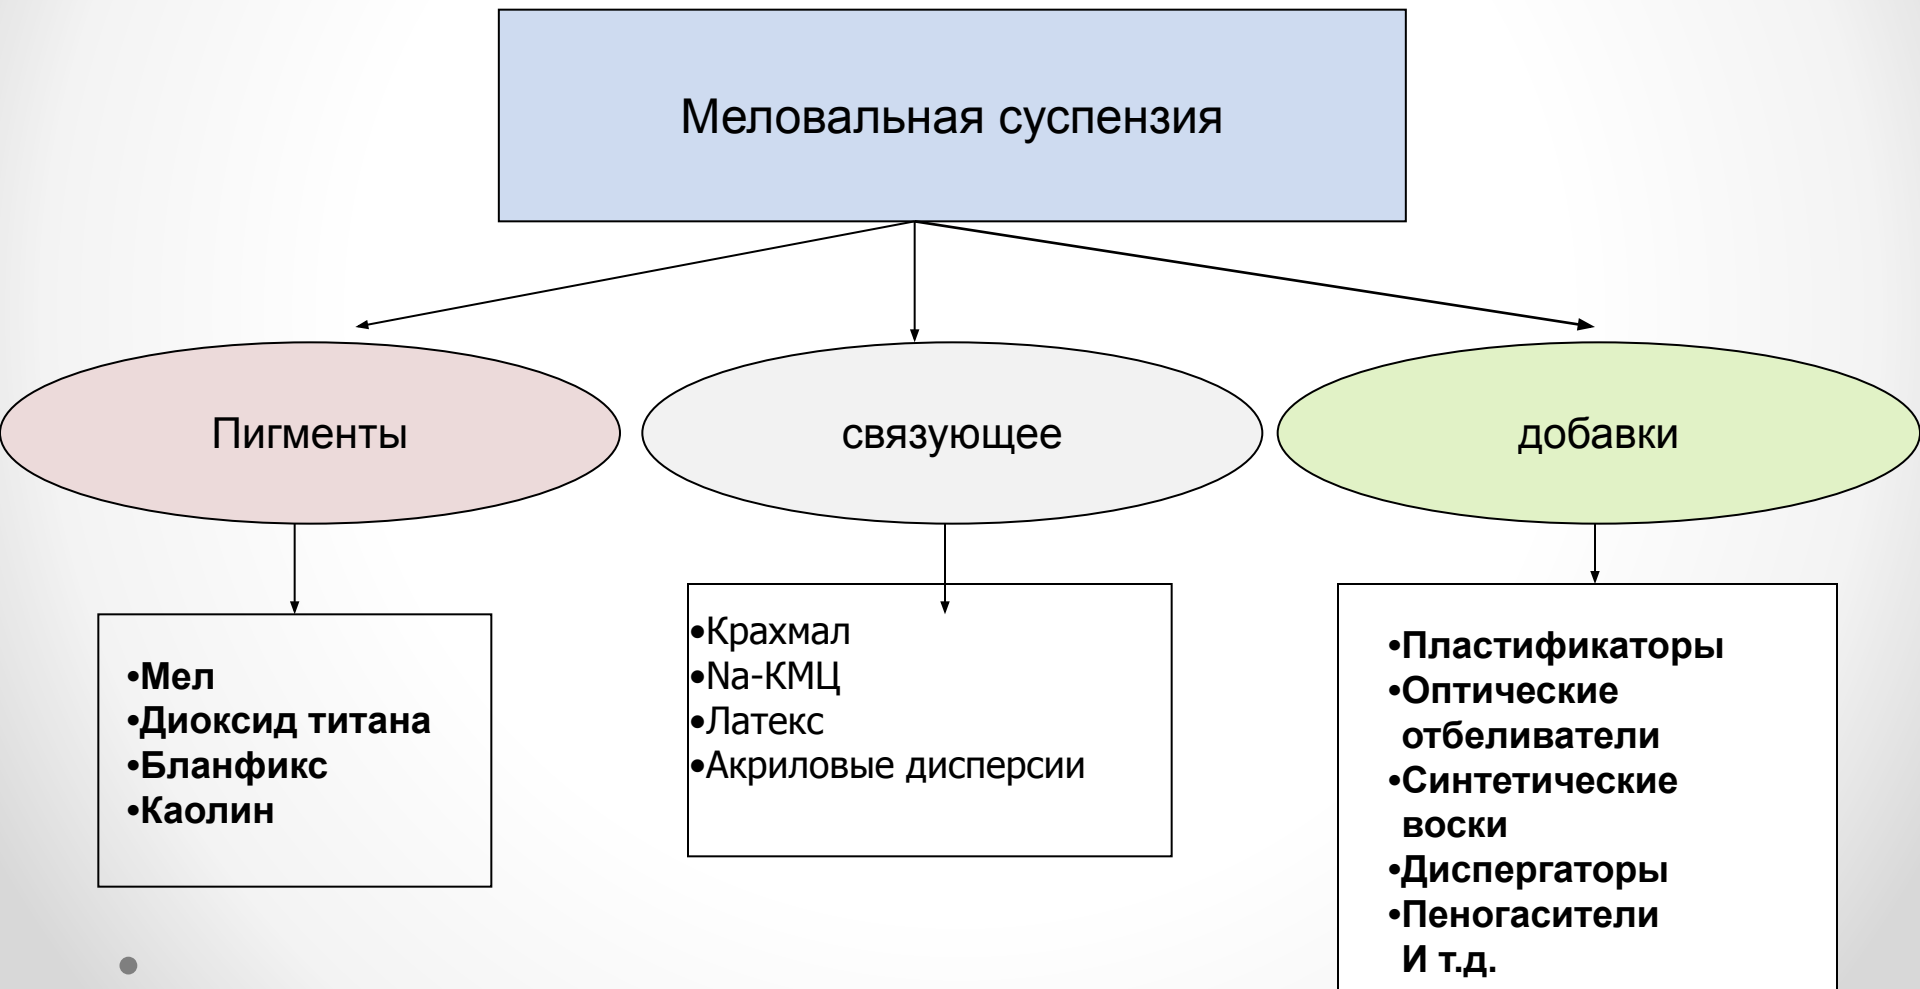 Меловальная суспензия
Пигменты
связующее
добавки
•Мел
•Диоксид титана
•Бланфикс
•Каолин
•Крахмал
•Na-КМЦ
•Латекс
•Акриловые дисперсии
•Пластификаторы
•Оптические
отбеливатели
•Синтетические
воски
•Диспергаторы
•Пеногасители
И т.д.